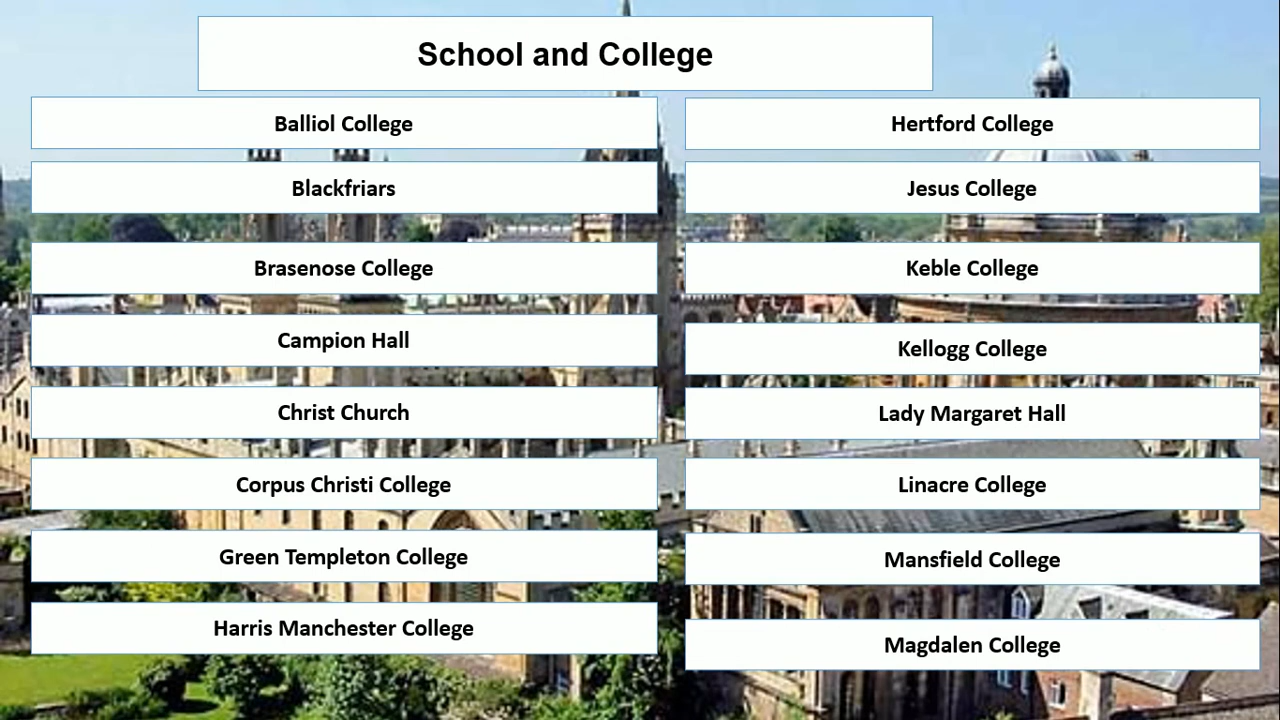 School and College
Balliol College
Blackfriars
Brasenose College
Campion Hall
Christ Church
Corpus Christi College
Green Templeton College
Harris Manchester College
Hertford College
Jesus College
Keble College
Kellogg College
Lady Margaret Hall
Linacre College
Mansfield College
Magdalen College